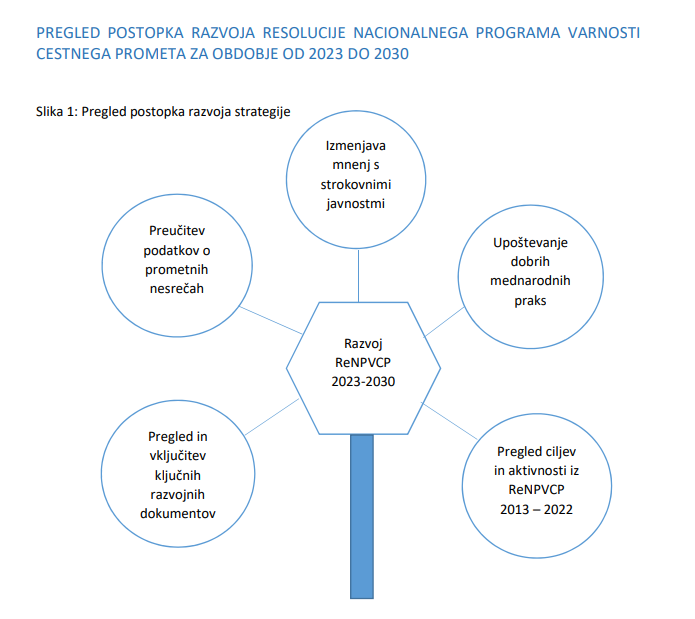 PREGLED POSTOPKA RAZVOJA RESOLUCIJE NACIONALNEGA PROGRAMA VARNOSTI
CESTNEGA PROMETA ZA OBDOBJE OD 2023 DO 2030
Slika 1: Pregled postopka razvoja strategije
Izmenjava
mnenj s
strokovnimi
javnostmi
Preučitev
podatkov o
prometnih
nesrečah
Upoštevanje
dobrih
mednarodnih
praks
Razvoj
ReNPVCP
2023-2030
Pregled in
vključitev
ključnih
razvojnih
dokumentov
Pregled ciljev
in aktivnosti iz
ReNPVCP
2013 – 2022